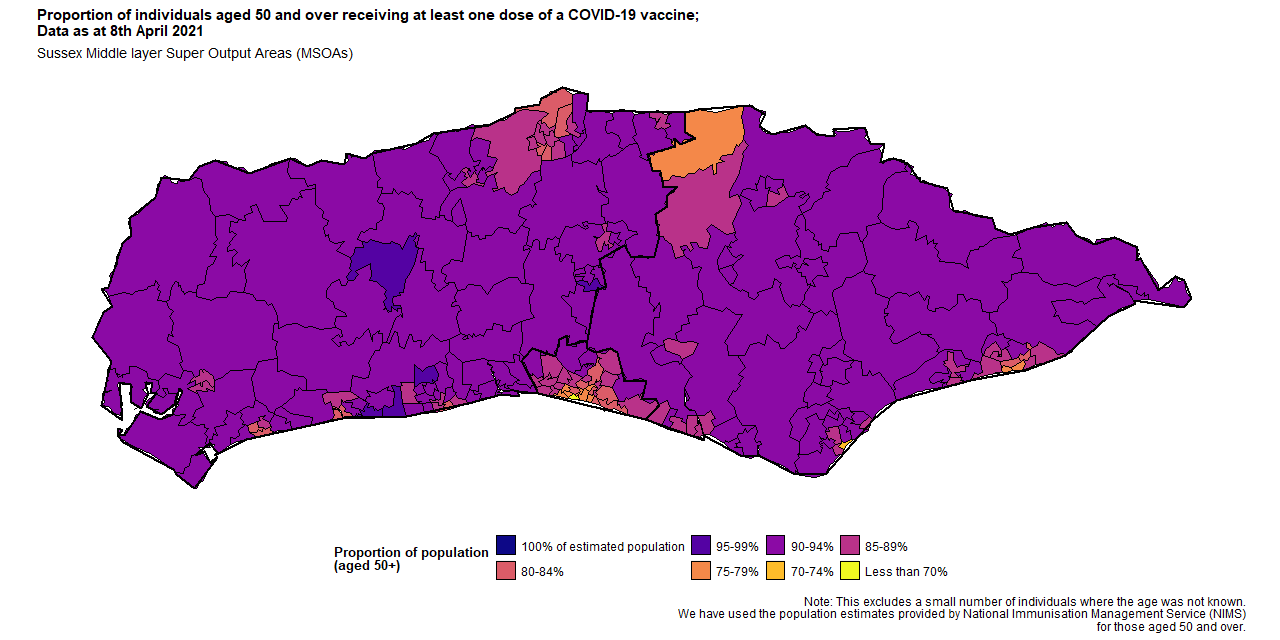 Proportion of individuals aged 50 and over receiving at least one dose of a COVID-19 vaccine;
Data as at 8th April 2021
Sussex Middle layer Super Output Areas (MSOAs)
Proportion of population
(aged 50+)
100% of estimated population
95-99%
90-94%
85-89%
80-84%
75-79%
70-74%
Less than 70%
Note: This excludes a small number of individuals where the age was not known.
We have used the population estimates provided by National Immunisation Management Service (NIMS)
for those aged 50 and over.